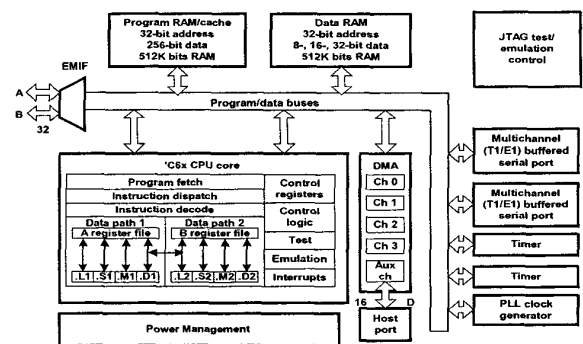 Program RAM/cache
32-bit address
256-bit data
512K bits RAM
Data RAM
32-bit address
8-, 16-, 32-bit data
512K bits RAM
JTAG test/
emulation
control
EMIF
A
B
32
Program/data buses
'C6x CPU core
Program fetch
Instruction dispatch
Instruction decode
Data path 1
A register file
Data path 2
B register file
.L1 .S1 .M1 .D1
.L2 .S2 .M2 .D2
Control
registers
Control
logic
Test
Emulation
Interrupts
DMA
Ch 0
Ch 1
Ch 2
Ch 3
Aux
ch
16
D
Host
port
Multichannel
(T1/E1) buffered
serial port
Multichannel
(T1/E1) buffered
serial port
Timer
Timer
PLL clock
generator
Power Management